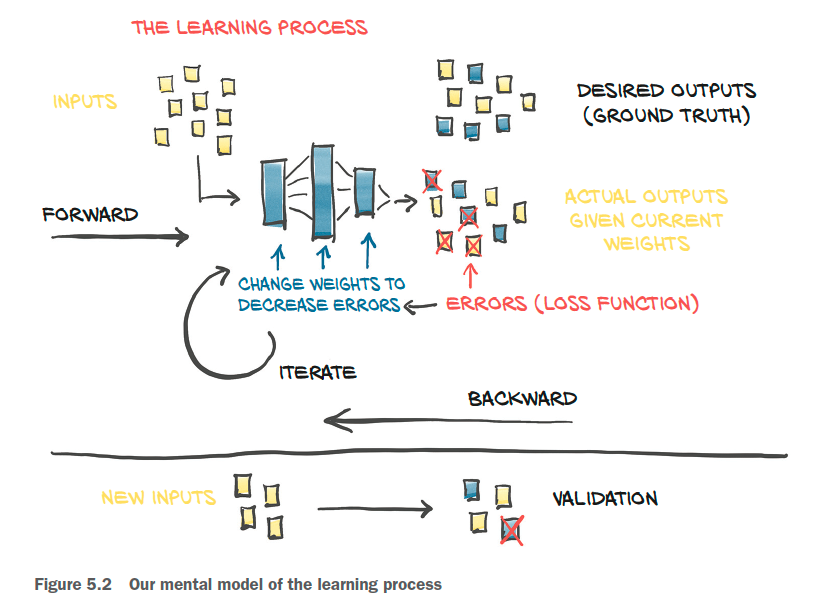 THE LEARNING PROCESS
INPUTS
DESIRED OUTPUTS
(GROUND TRUTH)
ACTUAL OUTPUTS
GIVEN CURRENT
WEIGHTS
FORWARD
CHANGE WEIGHTS TO
DECREASE ERRORS
ERRORS (LOSS FUNCTION)
ITERATE
BACKWARD
NEW INPUTS
VALIDATION
Figure 5.2 Our mental model of the learning process